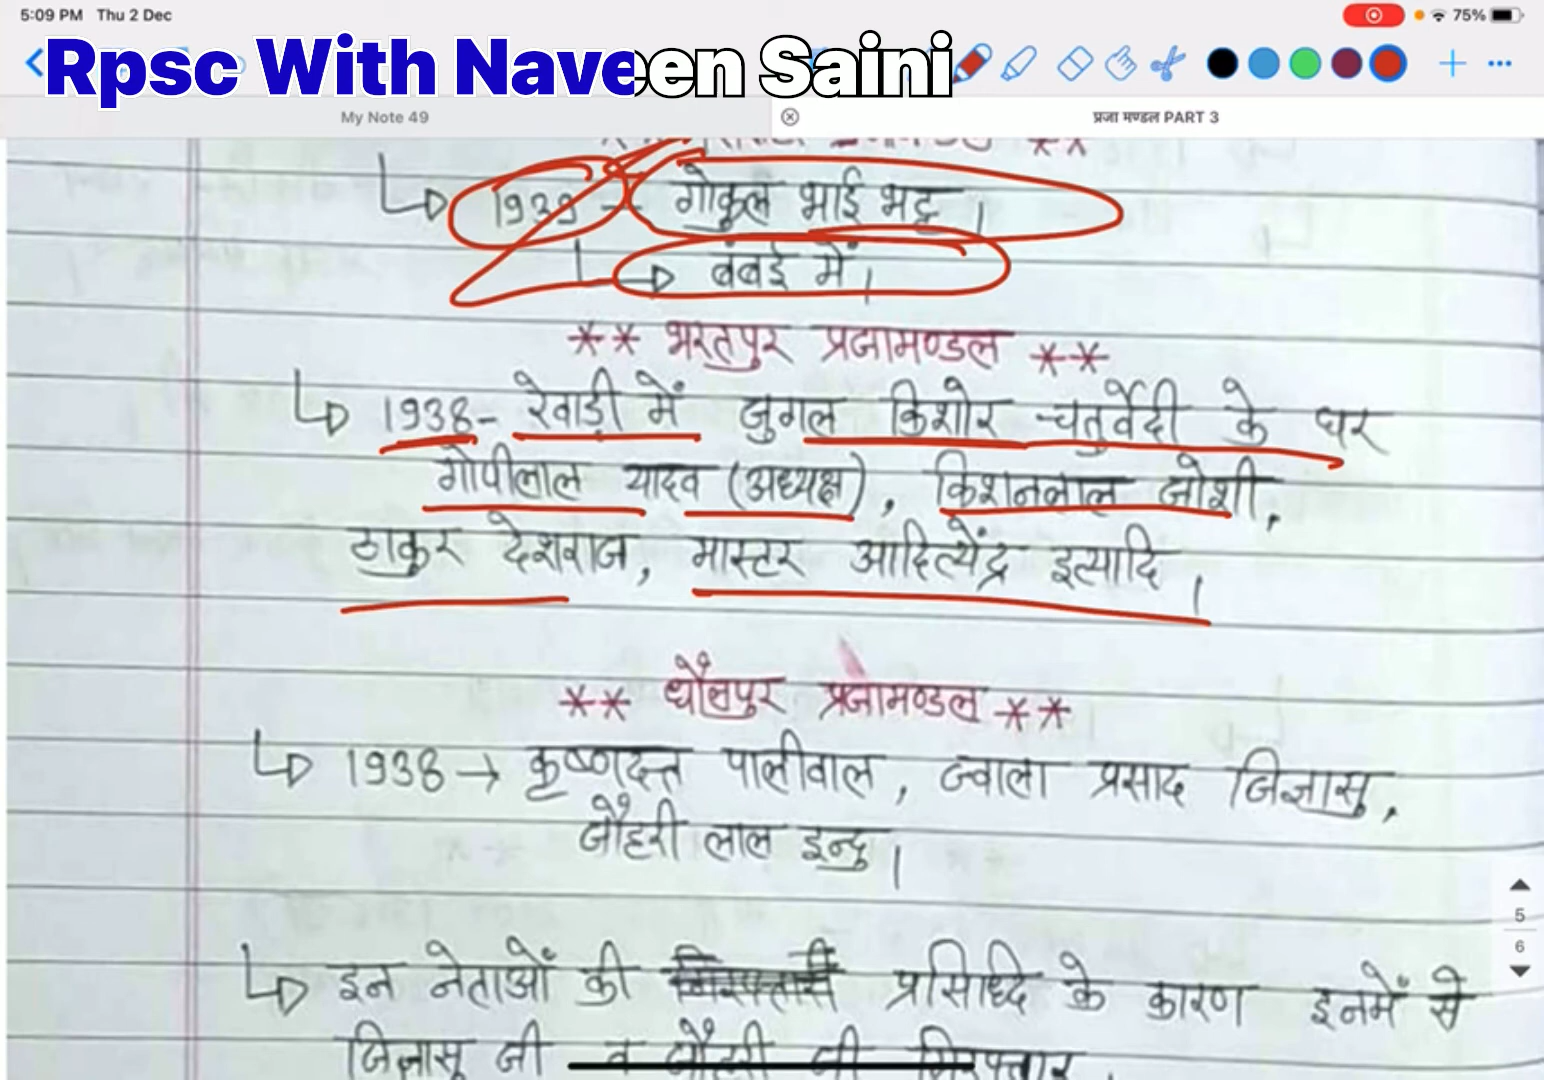 5:09 PM Thu 2 Dec
75%
Rpsc With Naveen Saini
My Note 49
प्रजा मण्डल PART 3
1939 - गोकुल भाई भट्ट ।
बंबई में ।
** भरतपुर प्रजामण्डल **
1938- रेवाड़ी में जुगल किशोर चतुर्वेदी के घर
गोपीलाल यादव (अध्यक्ष), किशनलाल जोशी,
ठाकुर देशराज, मास्टर आदित्येंद्र इत्यादि ।
** धौलपुर प्रजामण्डल **
1938 → कृष्णदत्त पालीवाल, ज्वाला प्रसाद जिज्ञासु,
जौहरी लाल इन्दु ।
इन नेताओं की प्रसिध्दि के कारण इनमें से
जिज्ञासु जी व जौहरी जी गिरफ्तार
5
6